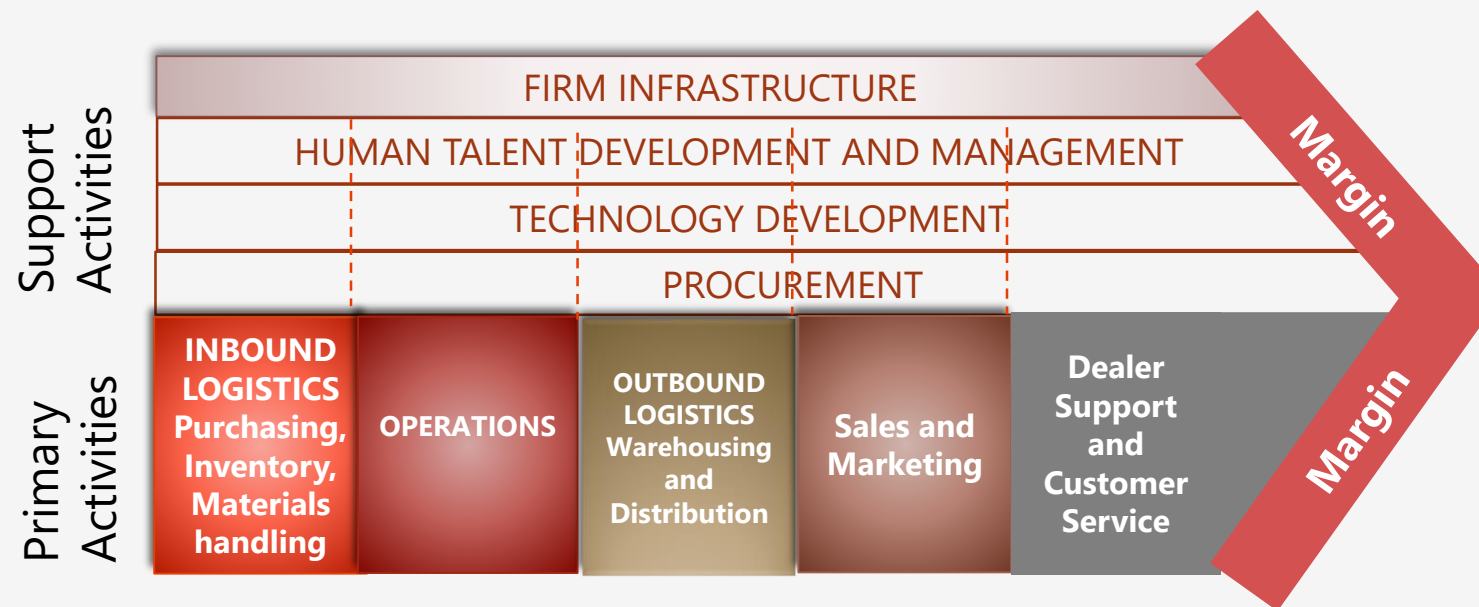 Support
Activities
FIRM INFRASTRUCTURE
HUMAN TALENT DEVELOPMENT AND MANAGEMENT
TECHNOLOGY DEVELOPMENT
PROCUREMENT
Margin
Primary
Activities
INBOUND
LOGISTICS
Purchasing,
Inventory,
Materials
handling
OPERATIONS
OUTBOUND
LOGISTICS
Warehousing
and
Distribution
Sales and
Marketing
Dealer
Support
and
Customer
Service
Margin